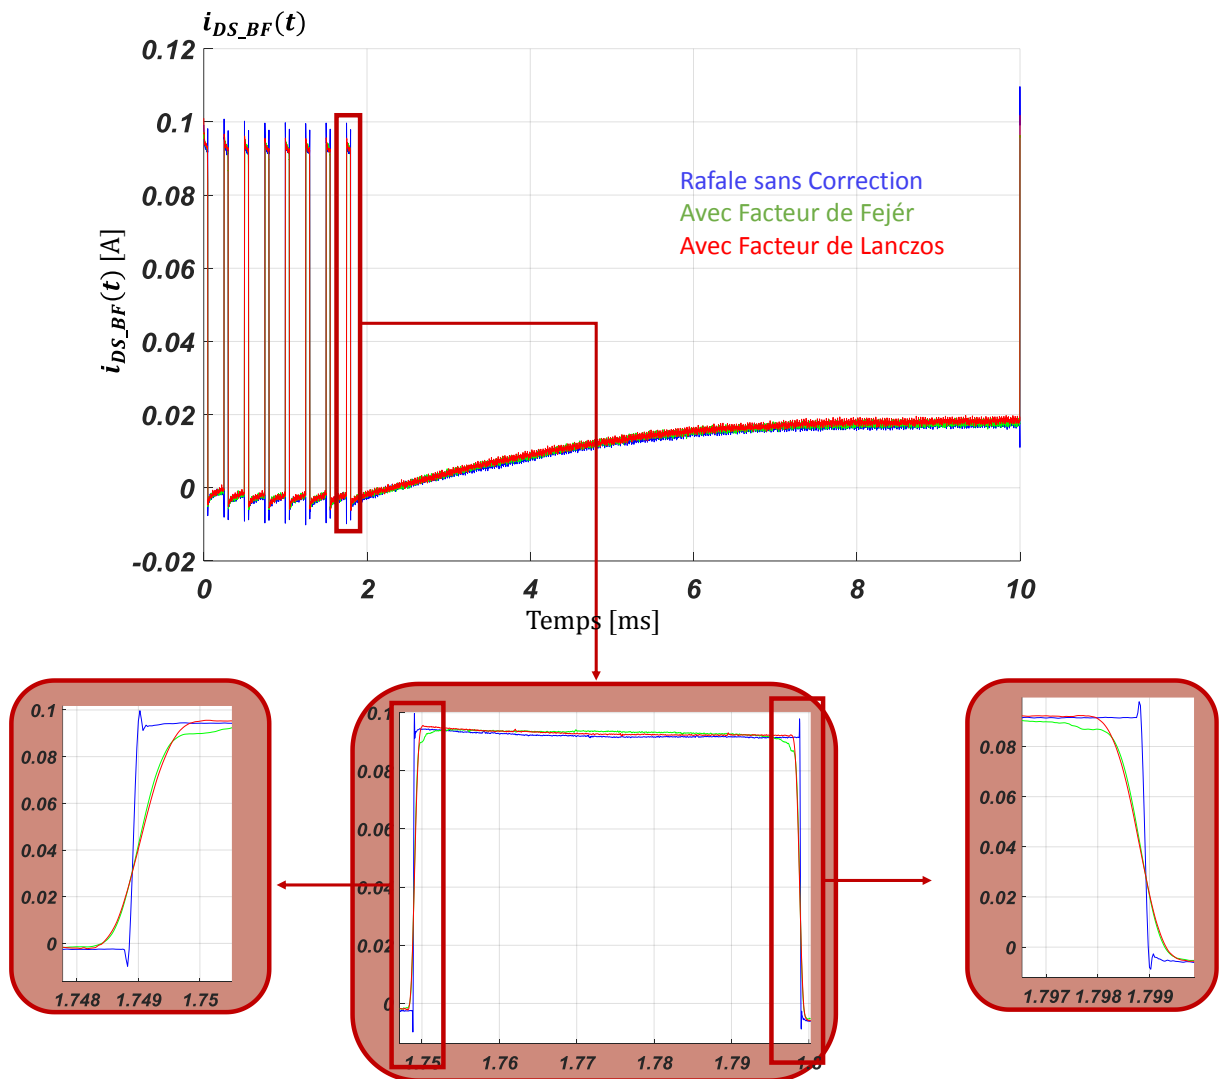 i_DS_BF(t)
0.12
0.1
0.08
0.06
0.04
0.02
0
-0.02
i_DS_BF(t) [A]
Rafale sans Correction
Avec Facteur de Fejér
Avec Facteur de Lanczos
0 2 4 6 8 10
Temps [ms]
0.1
0.08
0.06
0.04
0.02
0
1.748 1.749 1.75
0.1
0.08
0.06
0.04
0.02
0
1.75 1.76 1.77 1.78 1.79
0.08
0.06
0.04
0.02
0
1.797 1.798 1.799